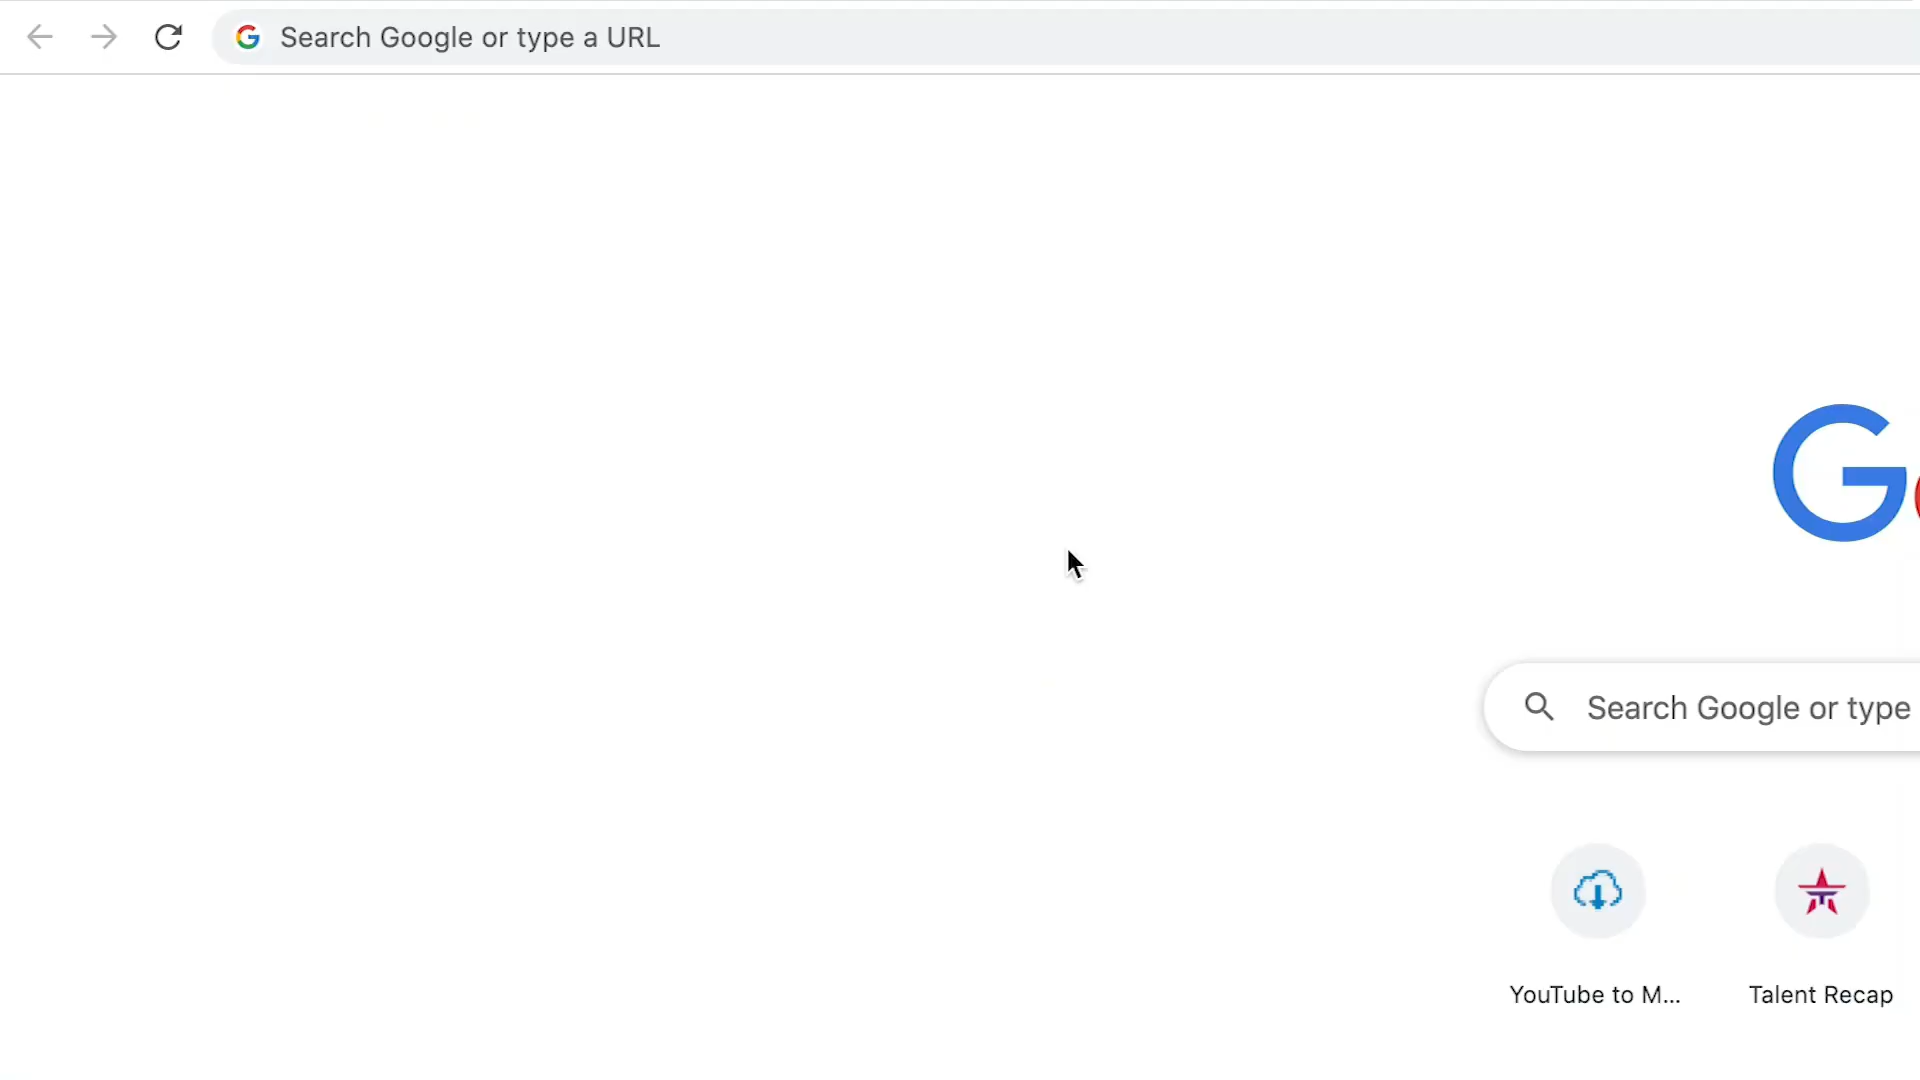 Search Google or type a URL
G
Search Google or type
YouTube to M...
Talent Recap